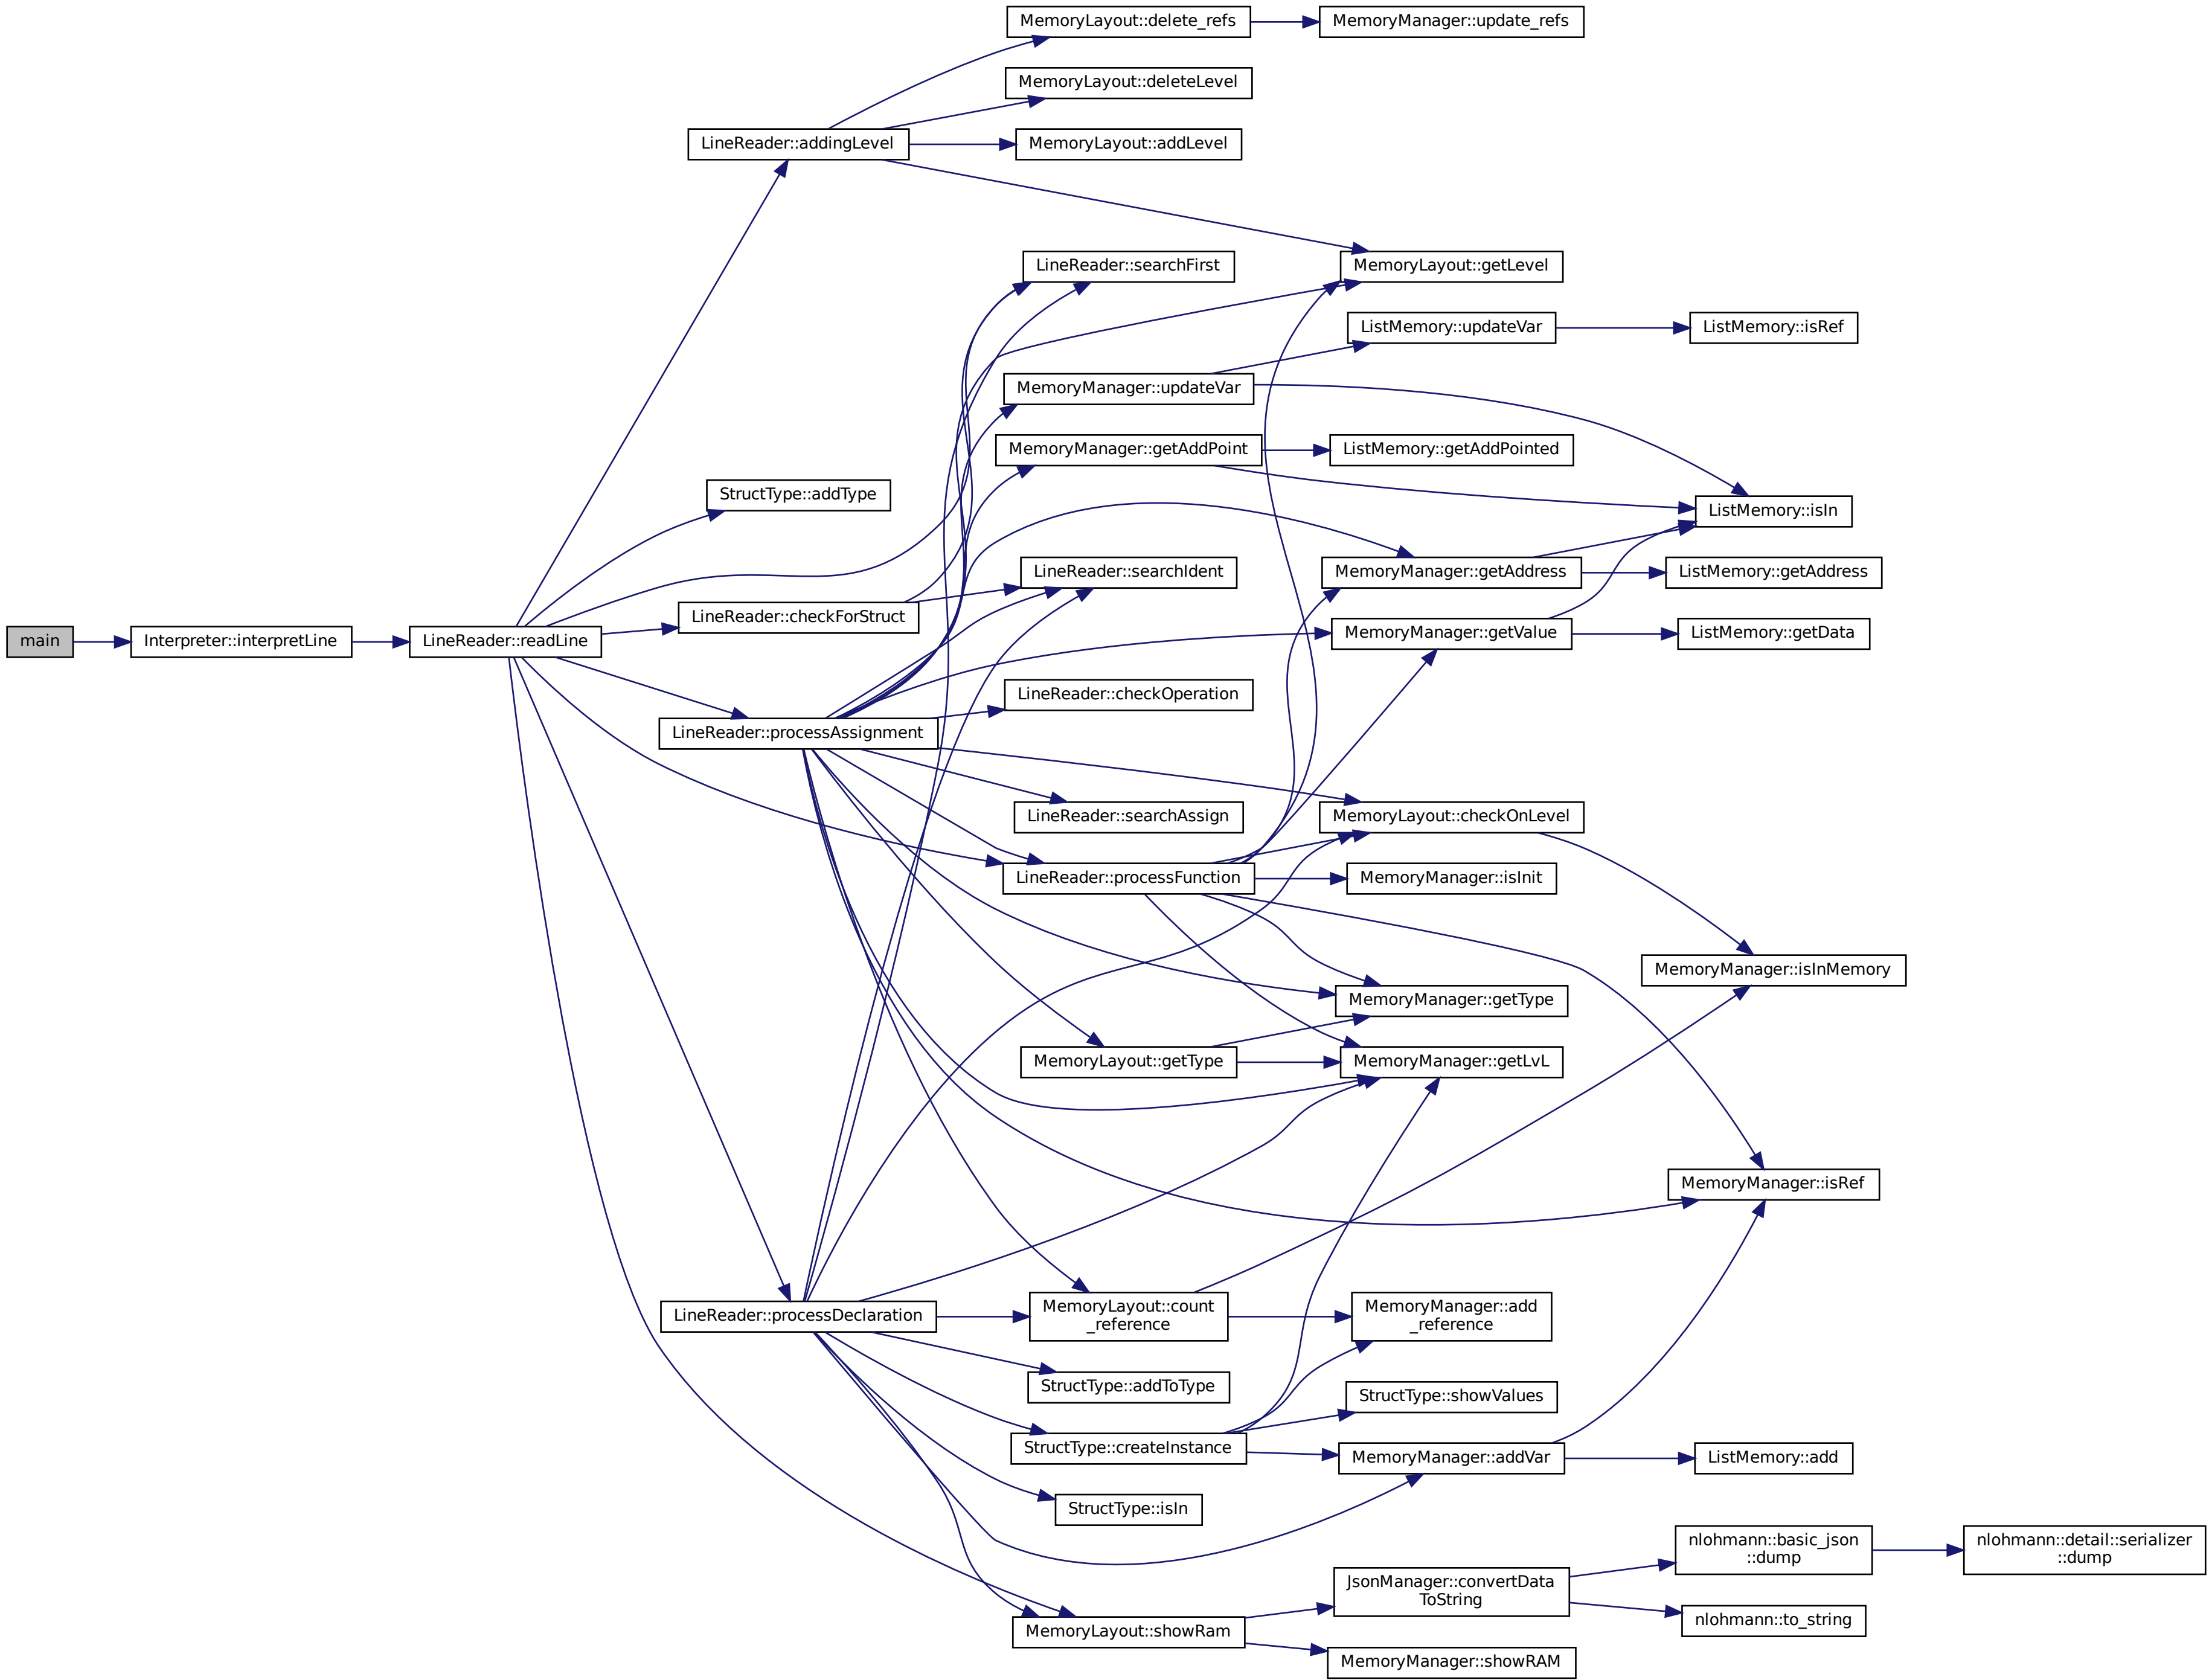 main
Interpreter::interpretLine
LineReader::readLine
LineReader::addingLevel
StructType::addType
LineReader::checkForStruct
LineReader::processAssignment
LineReader::processDeclaration
MemoryLayout::delete_refs
MemoryLayout::deleteLevel
MemoryLayout::addLevel
LineReader::searchFirst
MemoryManager::updateVar
MemoryManager::getAddPoint
LineReader::searchIdent
LineReader::checkOperation
LineReader::searchAssign
LineReader::processFunction
MemoryLayout::getType
MemoryLayout::count
_reference
StructType::addToType
StructType::createInstance
StructType::isIn
MemoryLayout::showRam
MemoryManager::update_refs
MemoryLayout::getLevel
ListMemory::updateVar
ListMemory::getAddPointed
MemoryManager::getAddress
MemoryManager::getValue
MemoryLayout::checkOnLevel
MemoryManager::isInit
MemoryManager::getType
MemoryManager::getLvL
MemoryManager::add
_reference
StructType::showValues
MemoryManager::addVar
JsonManager::convertData
ToString
MemoryManager::showRAM
ListMemory::isRef
ListMemory::isIn
ListMemory::getAddress
ListMemory::getData
MemoryManager::isInMemory
MemoryManager::isRef
ListMemory::add
nlohmann::basic_json
::dump
nlohmann::to_string
nlohmann::detail::serializer
::dump